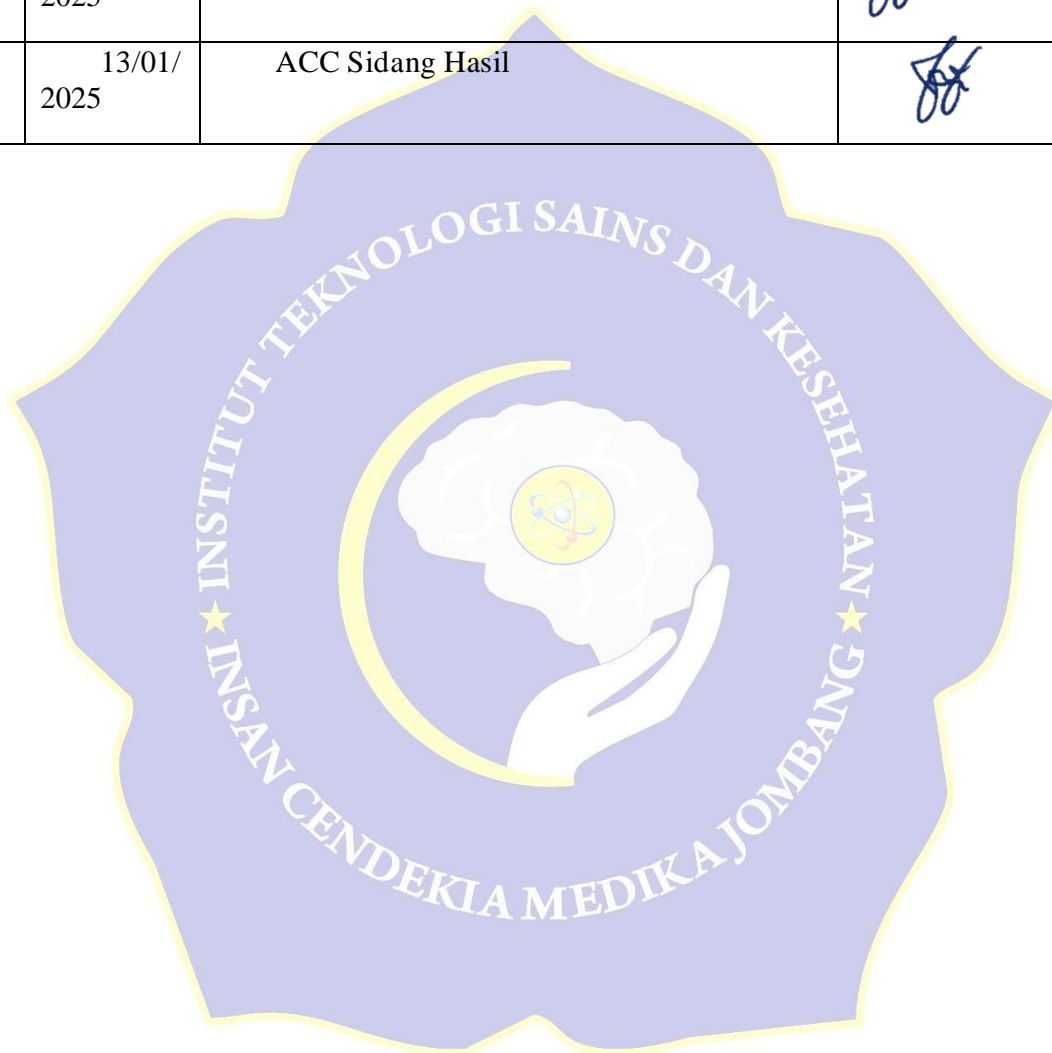 2025
13/01/ ACC Sidang Hasil
2025
INSTITUT TEKNOLOGI SAINS DAN KESEHATAN
INSAN CENDEKIA MEDIKA JOMBANG